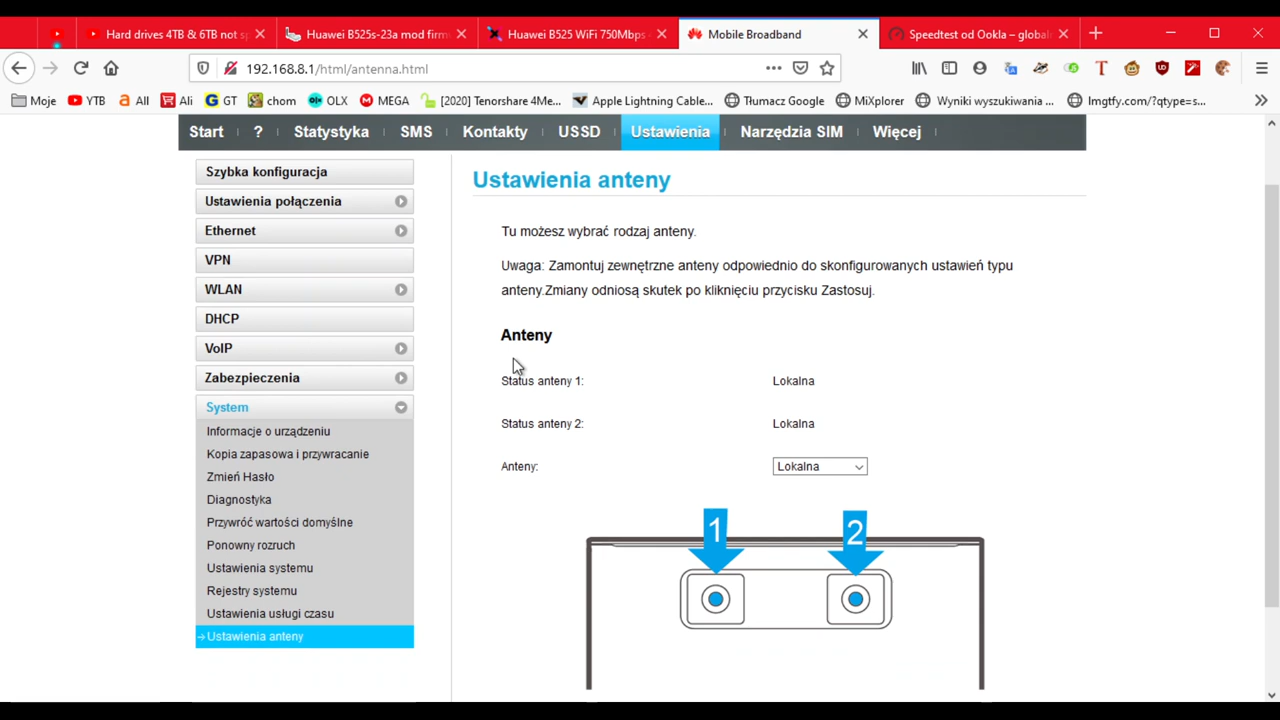 Hard drives 4TB & 6TB not s
Huawei B525s-23a mod firm
Huawei B525 WiFi 750Mbps
Mobile Broadband
Speedtest od Ookla – global
192.168.8.1/html/antenna.html
Moje
YTB
All
Ali
GT
chom
OLX
MEGA
[2020] Tenorshare 4Me...
Apple Lightning Cable...
Tłumacz Google
MiXplorer
Wyniki wyszukiwania ...
lmgtfy.com/?qtype=s...
Start
?
Statystyka
SMS
Kontakty
USSD
Ustawienia
Narzędzia SIM
Więcej
Szybka konfiguracja
Ustawienia połączenia
Ethernet
VPN
WLAN
DHCP
VoIP
Zabezpieczenia
System
Informacje o urządzeniu
Kopia zapasowa i przywracanie
Zmień Hasło
Diagnostyka
Przywróć wartości domyślne
Ponowny rozruch
Ustawienia systemu
Rejestry systemu
Ustawienia usługi czasu
Ustawienia anteny
Ustawienia anteny
Tu możesz wybrać rodzaj anteny.
Uwaga: Zamontuj zewnętrzne anteny odpowiednio do skonfigurowanych ustawień typu
anteny.Zmiany odniosą skutek po kliknięciu przycisku Zastosuj.
Anteny
Status anteny 1: Lokalna
Status anteny 2: Lokalna
Anteny: Lokalna
1 2